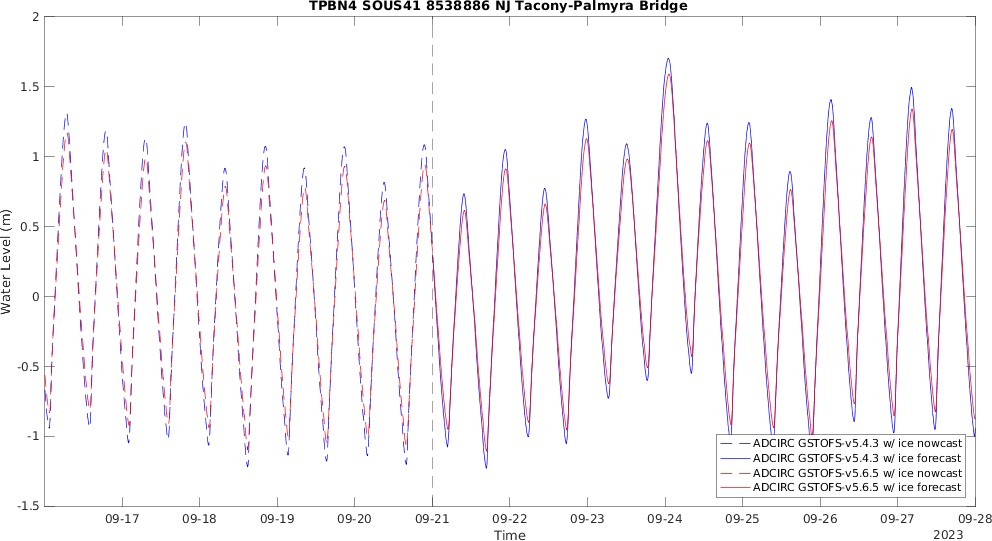 TPBN4 SOUS41 8538886 NJ Tacony-Palmyra Bridge
2
1.5
1
0.5
0
-0.5
-1
-1.5
Water Level (m)
ADCIRC GSTOFS-v5.4.3 w/ ice nowcast
ADCIRC GSTOFS-v5.4.3 w/ ice forecast
ADCIRC GSTOFS-v5.6.5 w/ ice nowcast
ADCIRC GSTOFS-v5.6.5 w/ ice forecast
09-17 09-18 09-19 09-20 09-21 09-22 09-23 09-24 09-25 09-26 09-27 09-28
Time
2023